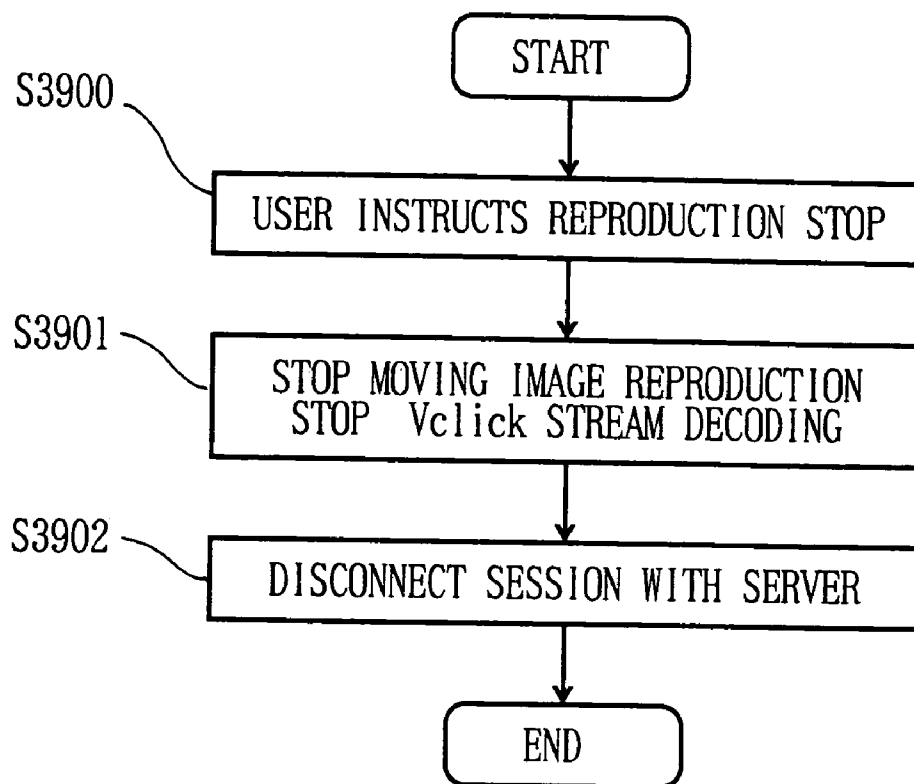 START
S3900
USER INSTRUCTS REPRODUCTION STOP
S3901
STOP MOVING IMAGE REPRODUCTION
STOP Vclick STREAM DECODING
S3902
DISCONNECT SESSION WITH SERVER
END